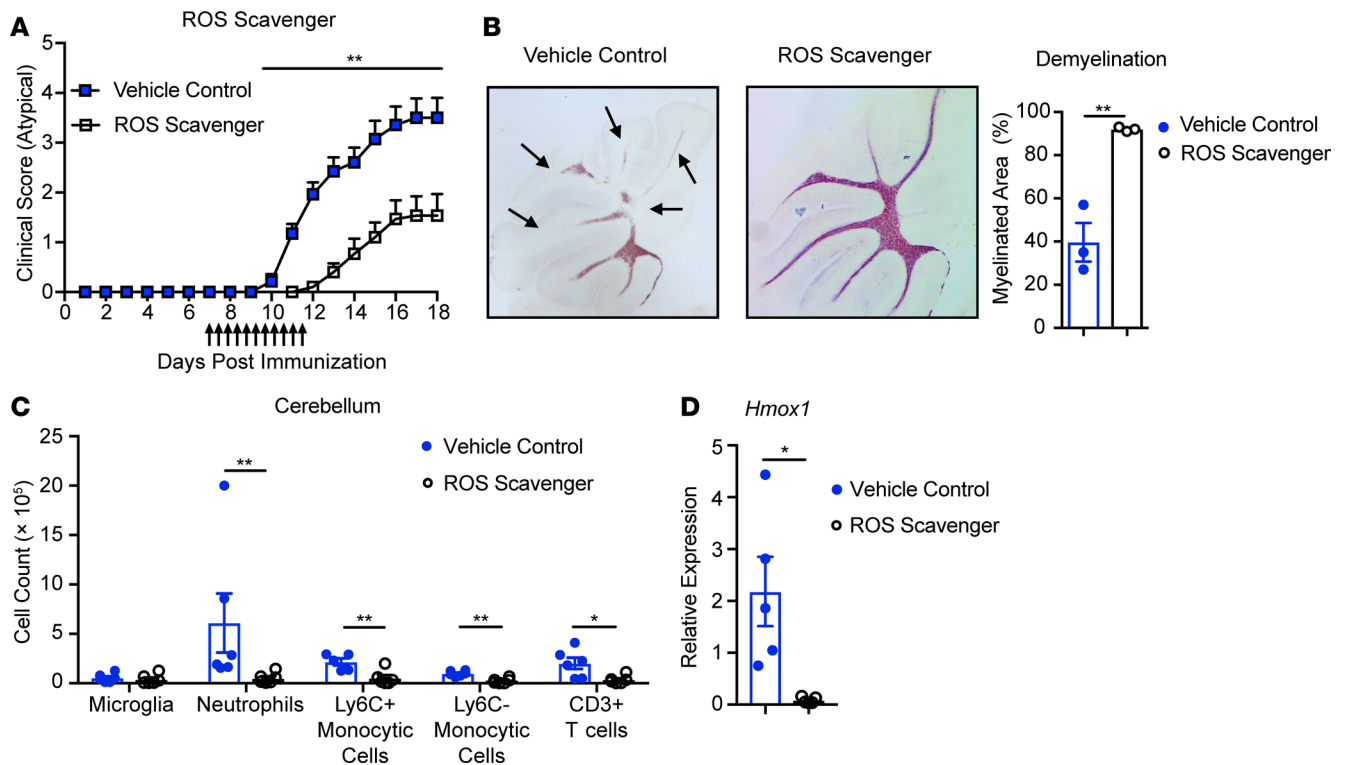 A
ROS Scavenger
Clinical Score (Atypical)
5
4
3
2
1
0
**
Vehicle Control
ROS Scavenger
0 2 4 6 8 10 12 14 16 18
Days Post Immunization
B
Vehicle Control
ROS Scavenger
Demyelination
Myelinated Area (%)
100
80
60
40
20
0
**
Vehicle Control
ROS Scavenger
C
Cerebellum
Cell Count (× 10⁵)
25
20
15
10
5
0
**
**
**
*
Vehicle Control
ROS Scavenger
Microglia
Neutrophils
Ly6C+
Monocytic
Cells
Ly6C-
Monocytic
Cells
CD3+
T cells
D
Hmox1
Relative Expression
5
4
3
2
1
0
*
Vehicle Control
ROS Scavenger